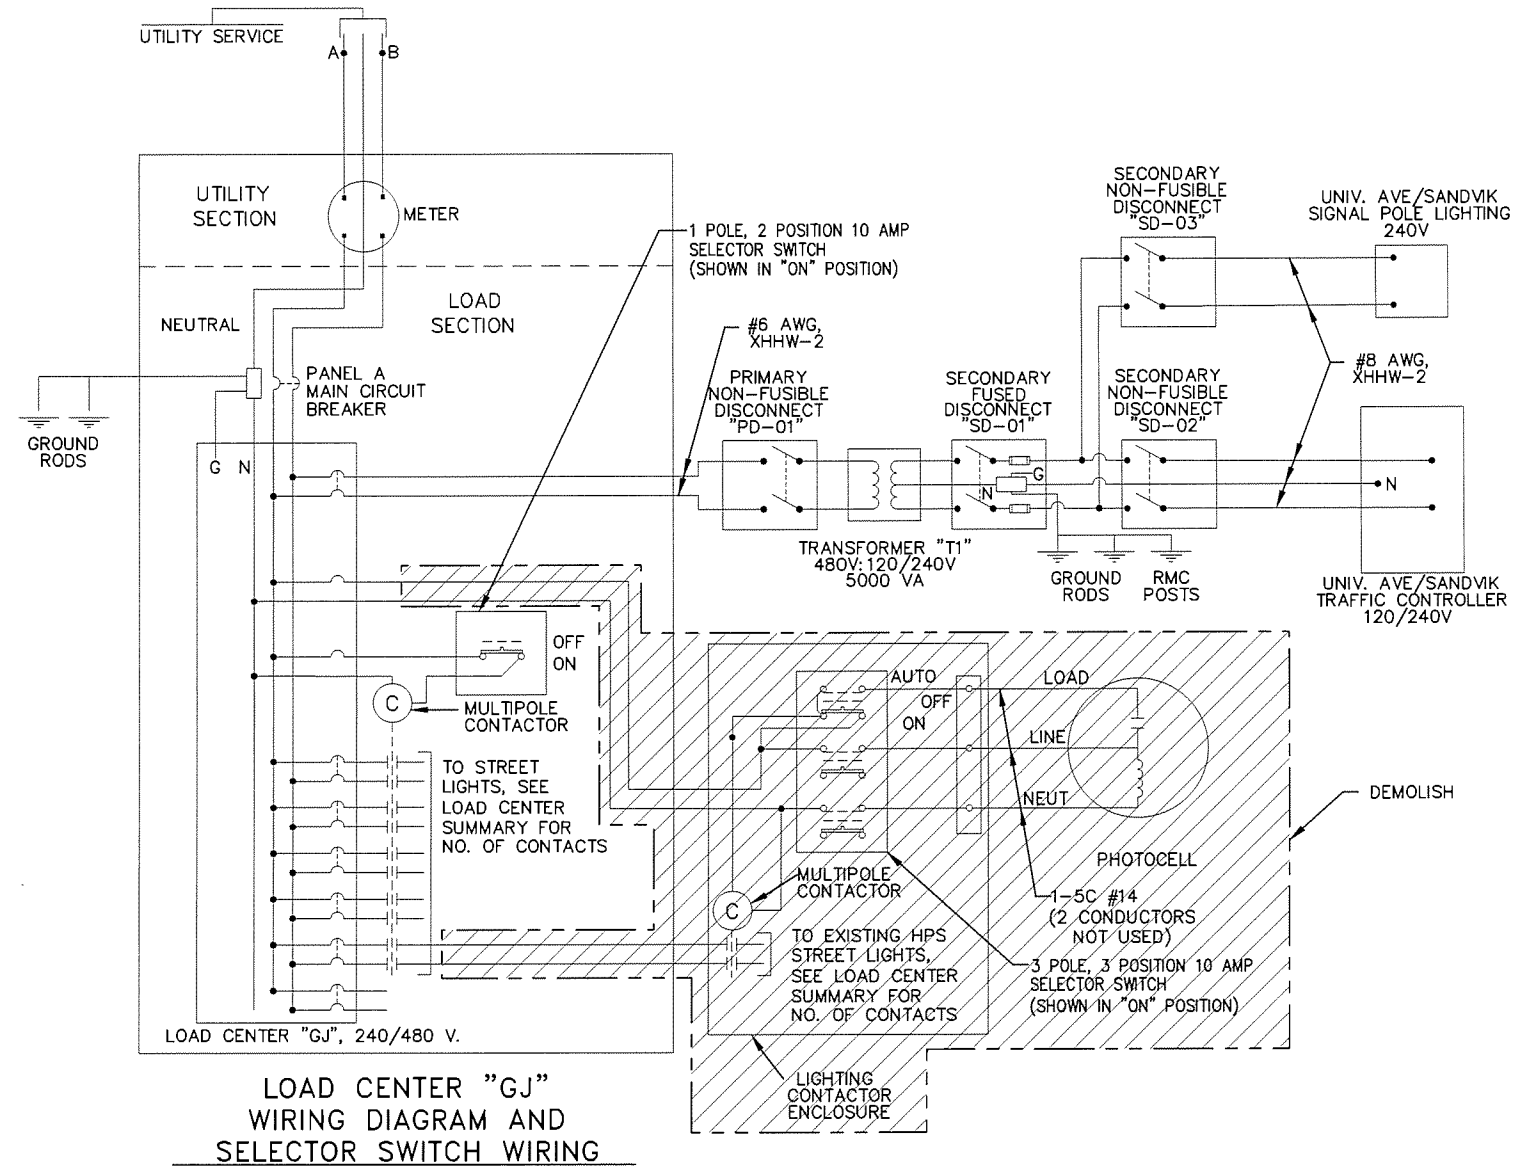 UTILITY SERVICE
A
B
UTILITY
SECTION
METER
1 POLE, 2 POSITION 10 AMP
SELECTOR SWITCH
(SHOWN IN "ON" POSITION)
SECONDARY
NON-FUSIBLE
DISCONNECT
"SD-03"
UNIV. AVE/SANDVIK
SIGNAL POLE LIGHTING
240V
LOAD
SECTION
NEUTRAL
#6 AWG,
XHHW-2
#8 AWG,
XHHW-2
PANEL A
MAIN CIRCUIT
BREAKER
PRIMARY
NON-FUSIBLE
DISCONNECT
"PD-01"
SECONDARY
FUSED
DISCONNECT
"SD-01"
SECONDARY
NON-FUSIBLE
DISCONNECT
"SD-02"
GROUND
RODS
G N
G
N
N
TRANSFORMER "T1"
480V:120/240V
5000 VA
GROUND
RODS
RMC
POSTS
UNIV. AVE/SANDVIK
TRAFFIC CONTROLLER
120/240V
OFF
ON
C
MULTIPOLE
CONTACTOR
AUTO
OFF
ON
LOAD
LINE
NEUT
PHOTOCELL
DEMOLISH
TO STREET
LIGHTS, SEE
LOAD CENTER
SUMMARY FOR
NO. OF CONTACTS
MULTIPOLE
CONTACTOR
C
1-5C #14
(2 CONDUCTORS
NOT USED)
TO EXISTING HPS
STREET LIGHTS,
SEE LOAD CENTER
SUMMARY FOR
NO. OF CONTACTS
3 POLE, 3 POSITION 10 AMP
SELECTOR SWITCH
(SHOWN IN "ON" POSITION)
LOAD CENTER "GJ", 240/480 V.
LIGHTING
CONTACTOR
ENCLOSURE
LOAD CENTER "GJ"
WIRING DIAGRAM AND
SELECTOR SWITCH WIRING